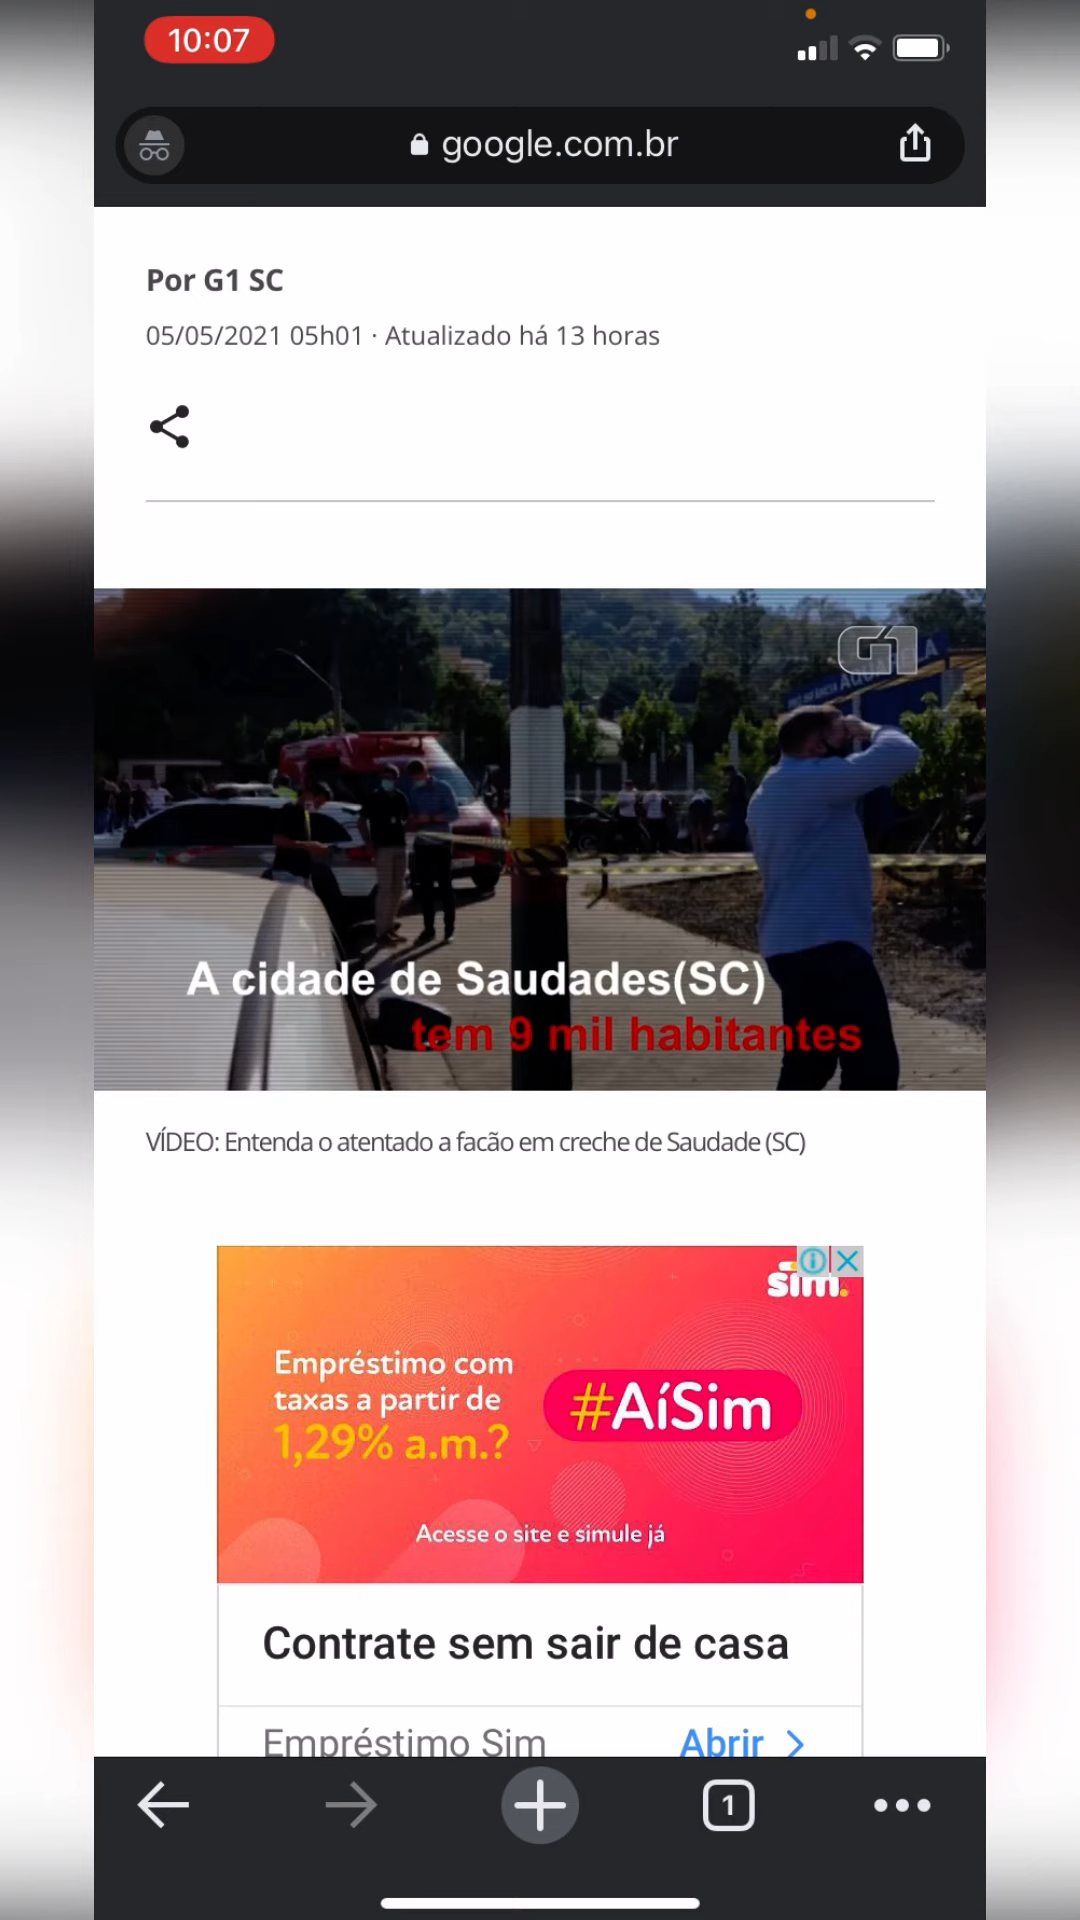 10:07
google.com.br
Por G1 SC
05/05/2021 05h01 · Atualizado há 13 horas
G1
A cidade de Saudades(SC)
tem 9 mil habitantes
VÍDEO: Entenda o atentado a facão em creche de Saudade (SC)
sim.
Empréstimo com
taxas a partir de
1,29% a.m.?
#AíSim
Acesse o site e simule já
Contrate sem sair de casa
Empréstimo Sim
Abrir
1